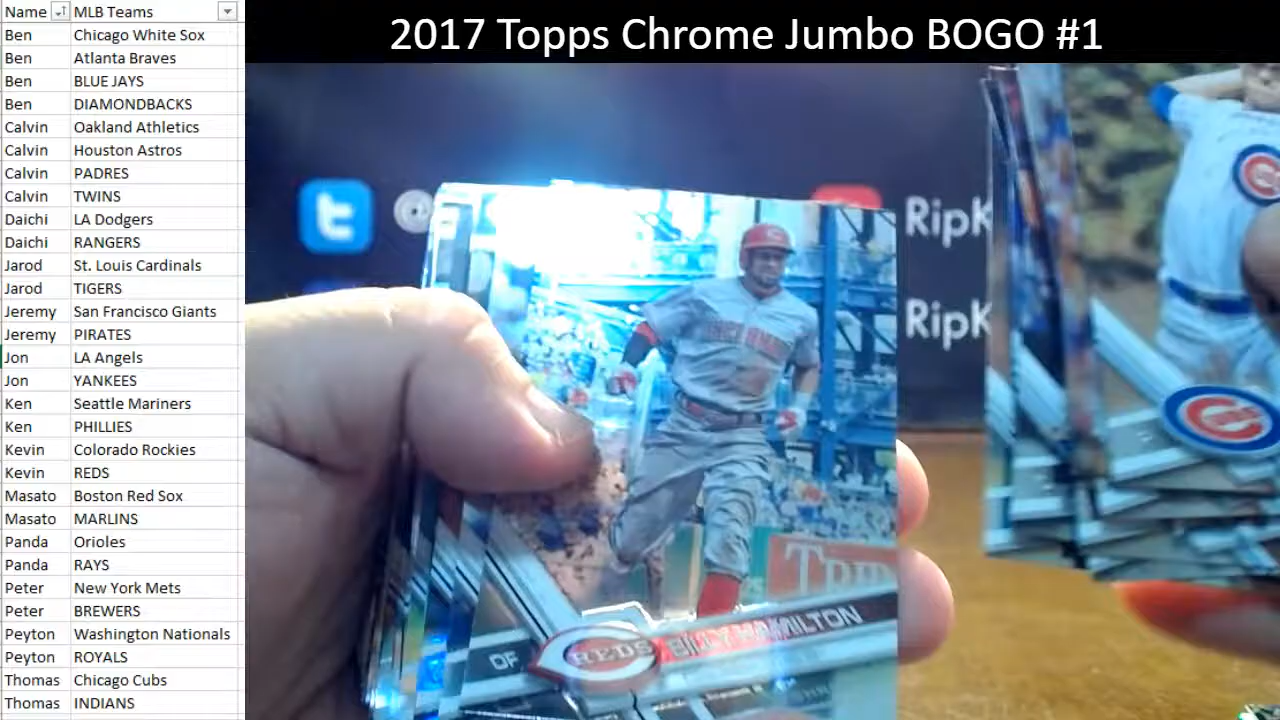 Name MLB Teams
Ben Chicago White Sox
Ben Atlanta Braves
Ben BLUE JAYS
Ben DIAMONDBACKS
Calvin Oakland Athletics
Calvin Houston Astros
Calvin PADRES
Calvin TWINS
Daichi LA Dodgers
Daichi RANGERS
Jarod St. Louis Cardinals
Jarod TIGERS
Jeremy San Francisco Giants
Jeremy PIRATES
Jon LA Angels
Jon YANKEES
Ken Seattle Mariners
Ken PHILLIES
Kevin Colorado Rockies
Kevin REDS
Masato Boston Red Sox
Masato MARLINS
Panda Orioles
Panda RAYS
Peter New York Mets
Peter BREWERS
Peyton Washington Nationals
Peyton ROYALS
Thomas Chicago Cubs
Thomas INDIANS
2017 Topps Chrome Jumbo BOGO #1
@
RipK
RipK
CINCINNATI
OF REDS BILLY HAMILTON